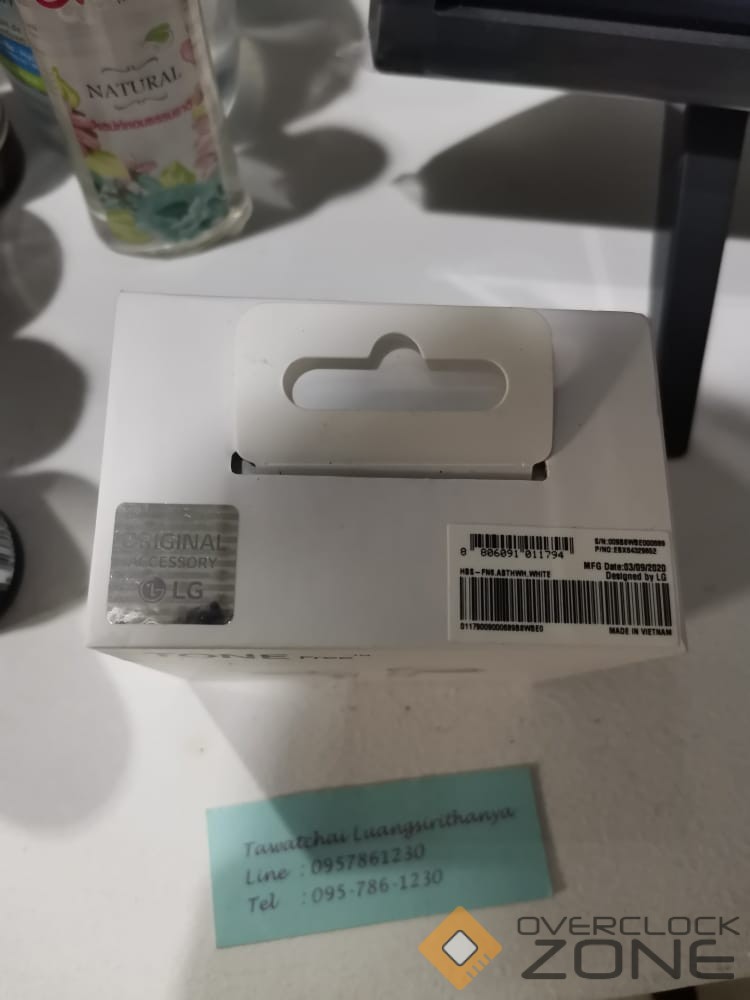 NATURAL
ORIGINAL
ACCESSORY
LG
8 806091 011794
HBS-FN6.ABTHWH.WHITE
MFG Date:03/09/2020
Designed by LG
MADE IN VIETNAM
TONE Free™
Tawatchai Luangsirithanya
Line : 0957861230
Tel : 095-786-1230
OVERCLOCK
ZONE